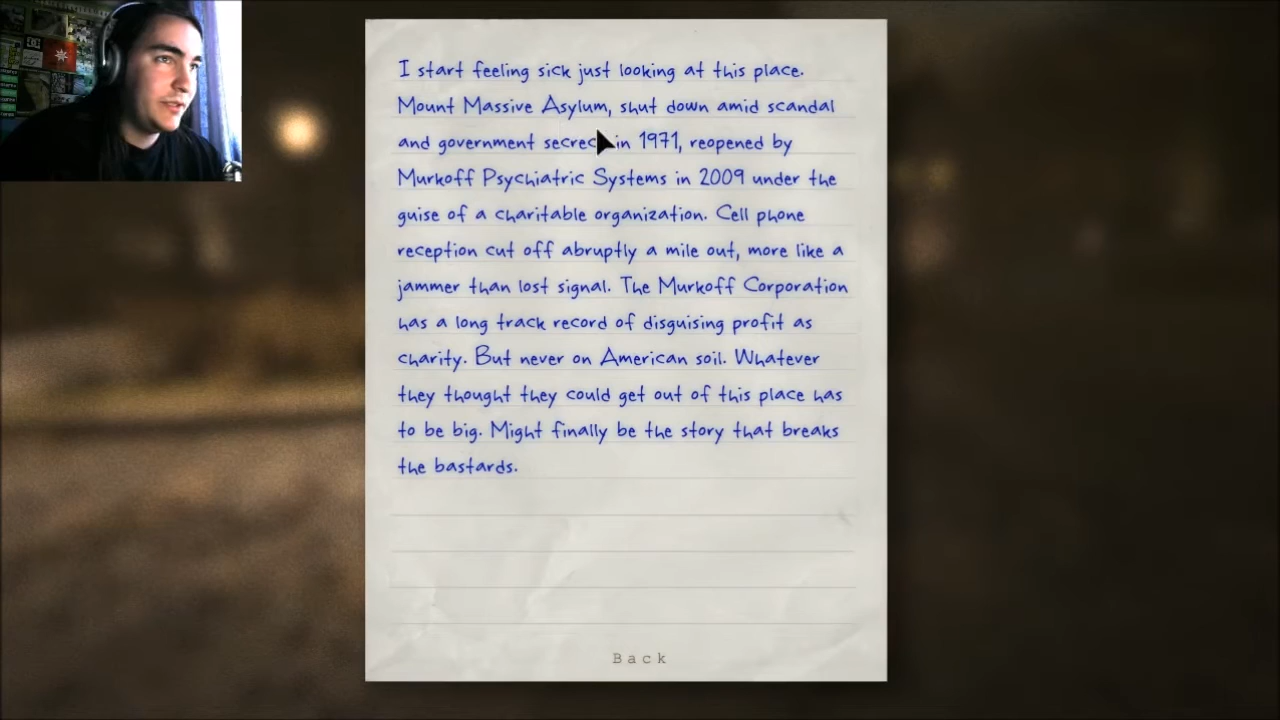 I start feeling sick just looking at this place.
Mount Massive Asylum, shut down amid scandal
and government in 1971, reopened by
Murkoff Psychiatric Systems in 2009 under the
guise of a charitable organization. Cell phone
reception cut off abruptly a mile out, more like a
jammer than lost signal. The Murkoff Corporation
has a long track record of disguising profit as
charity. But never on American soil. Whatever
they thought they could get out of this place has
to be big. Might finally be the story that breaks
the bastards.
Back